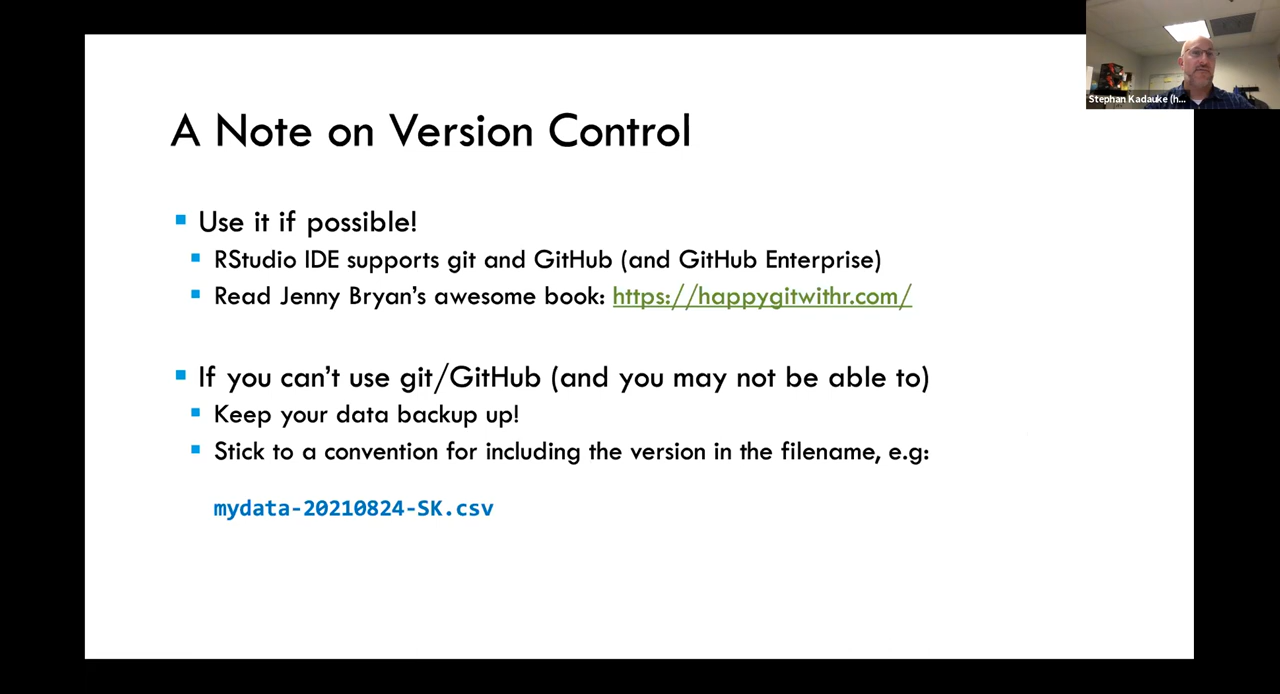 A Note on Version Control
Use it if possible!
RStudio IDE supports git and GitHub (and GitHub Enterprise)
Read Jenny Bryan's awesome book: https://happygitwithr.com/
If you can't use git/GitHub (and you may not be able to)
Keep your data backup up!
Stick to a convention for including the version in the filename, e.g:
mydata-20210824-SK.csv
Stephan Kadauke (h...